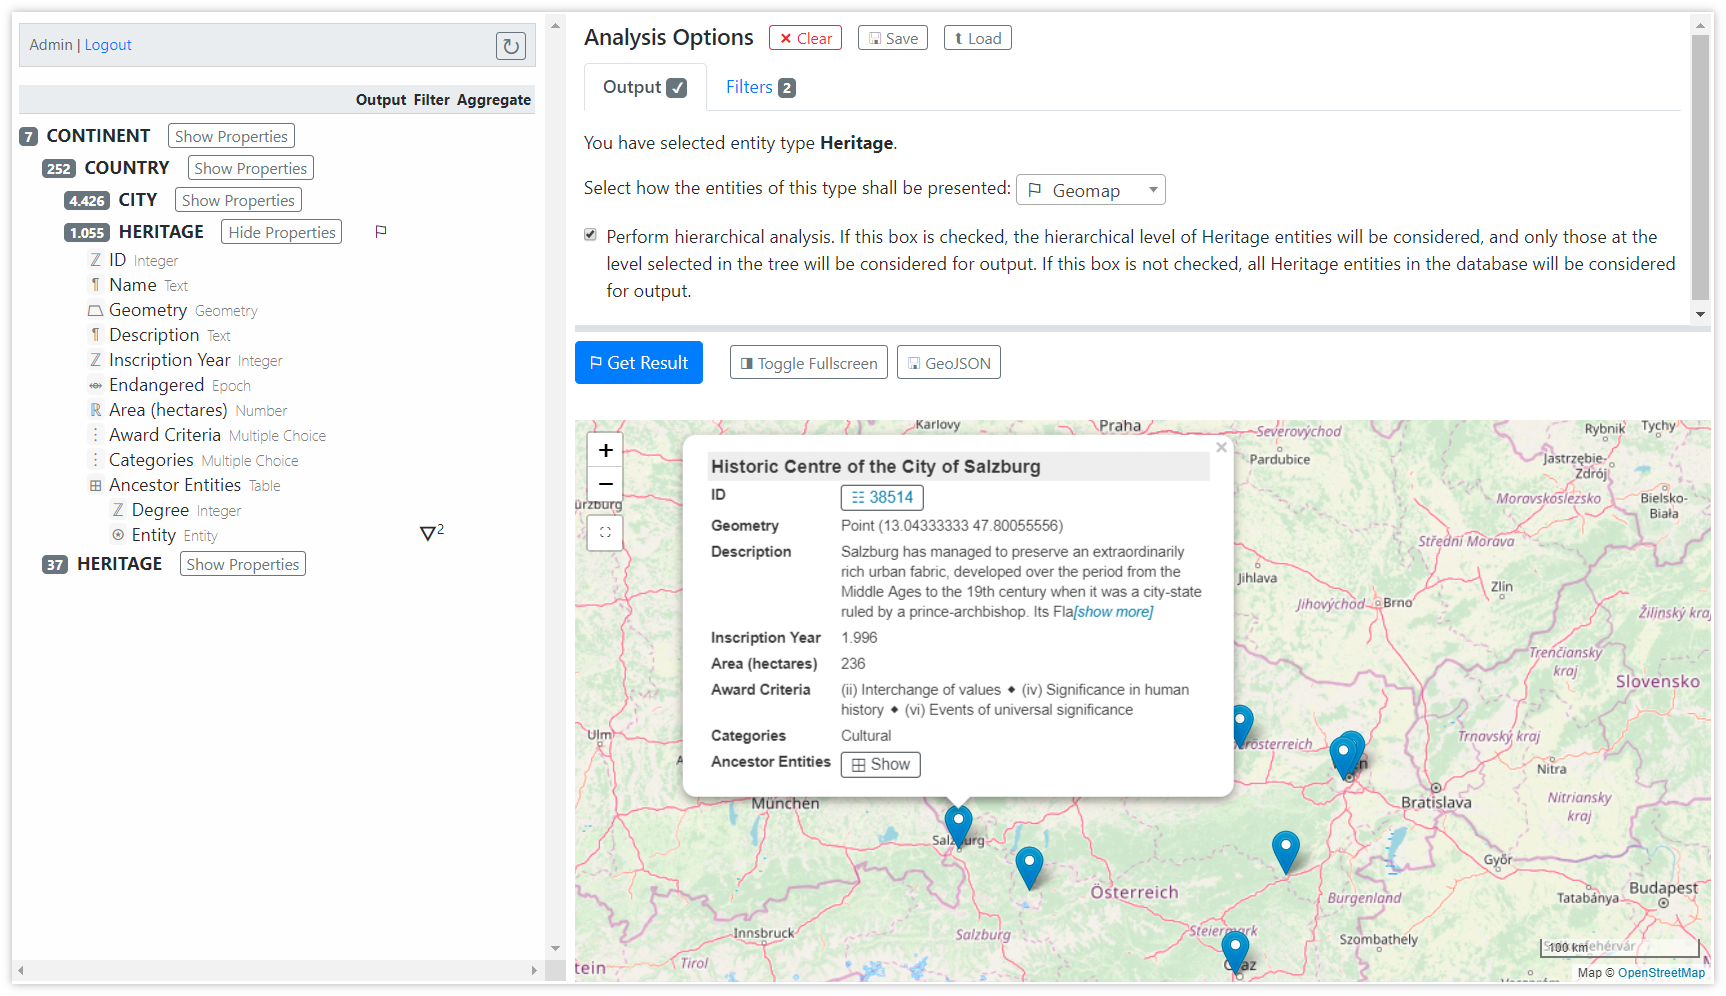 Admin | Logout
↻
Output Filter Aggregate
7 CONTINENT Show Properties
252 COUNTRY Show Properties
4.426 CITY Show Properties
1.055 HERITAGE Hide Properties
ℤ ID Integer
¶ Name Text
Geometry Geometry
¶ Description Text
ℤ Inscription Year Integer
Endangered Epoch
ℝ Area (hectares) Number
⋮ Award Criteria Multiple Choice
⋮ Categories Multiple Choice
Ancestor Entities Table
ℤ Degree Integer
Entity Entity
▽2
37 HERITAGE Show Properties
Analysis Options × Clear Save Load
Output ✓ Filters 2
You have selected entity type Heritage.
Select how the entities of this type shall be presented: Geomap
Perform hierarchical analysis. If this box is checked, the hierarchical level of Heritage entities will be considered, and only those at the
level selected in the tree will be considered for output. If this box is not checked, all Heritage entities in the database will be considered
for output.
Get Result Toggle Fullscreen GeoJSON
+
−
Historic Centre of the City of Salzburg
ID 38514
Geometry Point (13.04333333 47.80055556)
Description Salzburg has managed to preserve an extraordinarily
rich urban fabric, developed over the period from the
Middle Ages to the 19th century when it was a city-state
ruled by a prince-archbishop. Its Fla[show more]
Inscription Year 1.996
Area (hectares) 236
Award Criteria (ii) Interchange of values ◆ (iv) Significance in human
history ◆ (vi) Events of universal significance
Categories Cultural
Ancestor Entities Show
×
Karlovy
Praha
Severovýchod
Pardubice
Rybnik
Tychy
Jastrzębie-
Zdrój
Moravskoslezsko
Bielsko-
Biała
Střední Morava
Jihlava
Zlín
Jihovýchod
Brno
Žilinský kraj
Trenčiansky
kraj
Slovensko
Ulm
Trnavský kraj
Nitra
Nitriansky
kraj
Bratislava
München
Salzburg
Győr
Österreich
Burgenland
Tatabánya
Budapest
Innsbruck
Salzburg
Steiermark
Szombathely
Tirol
Graz
100 km
Map © OpenStreetMap